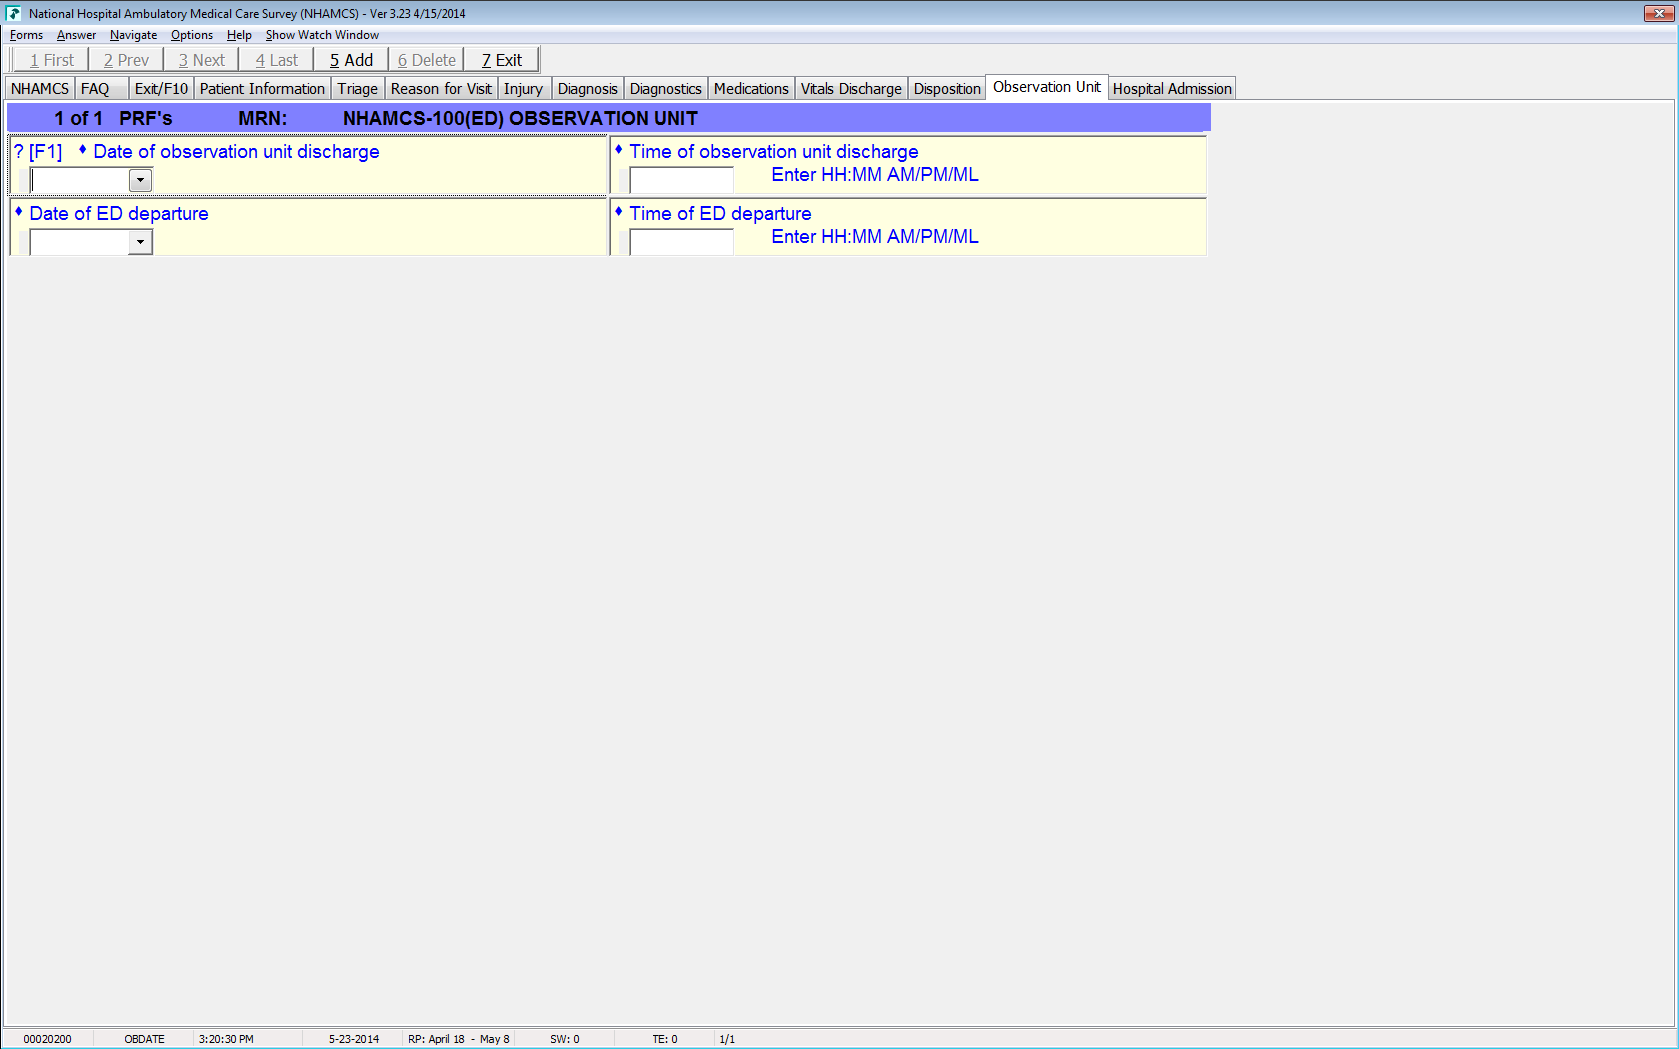 National Hospital Ambulatory Medical Care Survey (NHAMCS) - Ver 3.23 4/15/2014
Forms Answer Navigate Options Help Show Watch Window
1 First 2 Prev 3 Next 4 Last 5 Add 6 Delete 7 Exit
NHAMCS FAQ Exit/F10 Patient Information Triage Reason for Visit Injury Diagnosis Diagnostics Medications Vitals Discharge Disposition Observation Unit Hospital Admission
1 of 1 PRF's MRN: NHAMCS-100(ED) OBSERVATION UNIT
? [F1] ♦ Date of observation unit discharge
♦ Time of observation unit discharge
Enter HH:MM AM/PM/ML
♦ Date of ED departure
♦ Time of ED departure
Enter HH:MM AM/PM/ML
00020200 OBDATE 3:20:30 PM 5-23-2014 RP: April 18 - May 8 SW: 0 TE: 0 1/1